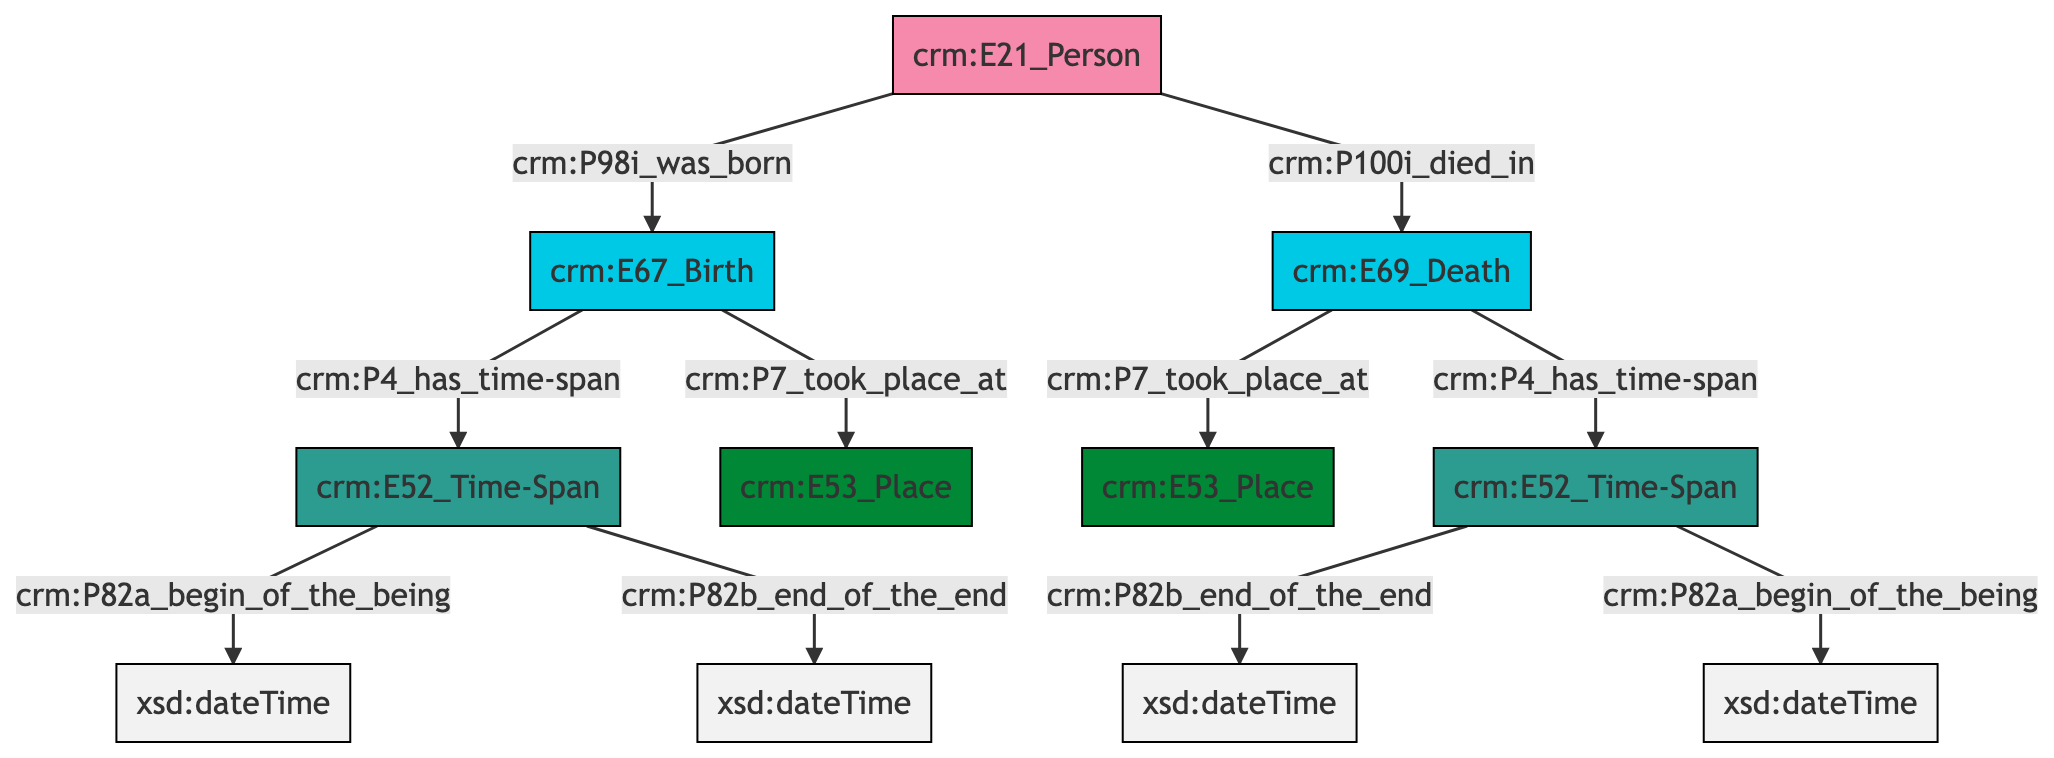 crm:E21_Person
crm:P98i_was_born
crm:P100i_died_in
crm:E67_Birth
crm:E69_Death
crm:P4_has_time-span
crm:P7_took_place_at
crm:P7_took_place_at
crm:P4_has_time-span
crm:E52_Time-Span
crm:E53_Place
crm:E53_Place
crm:E52_Time-Span
crm:P82a_begin_of_the_being
crm:P82b_end_of_the_end
crm:P82b_end_of_the_end
crm:P82a_begin_of_the_being
xsd:dateTime
xsd:dateTime
xsd:dateTime
xsd:dateTime